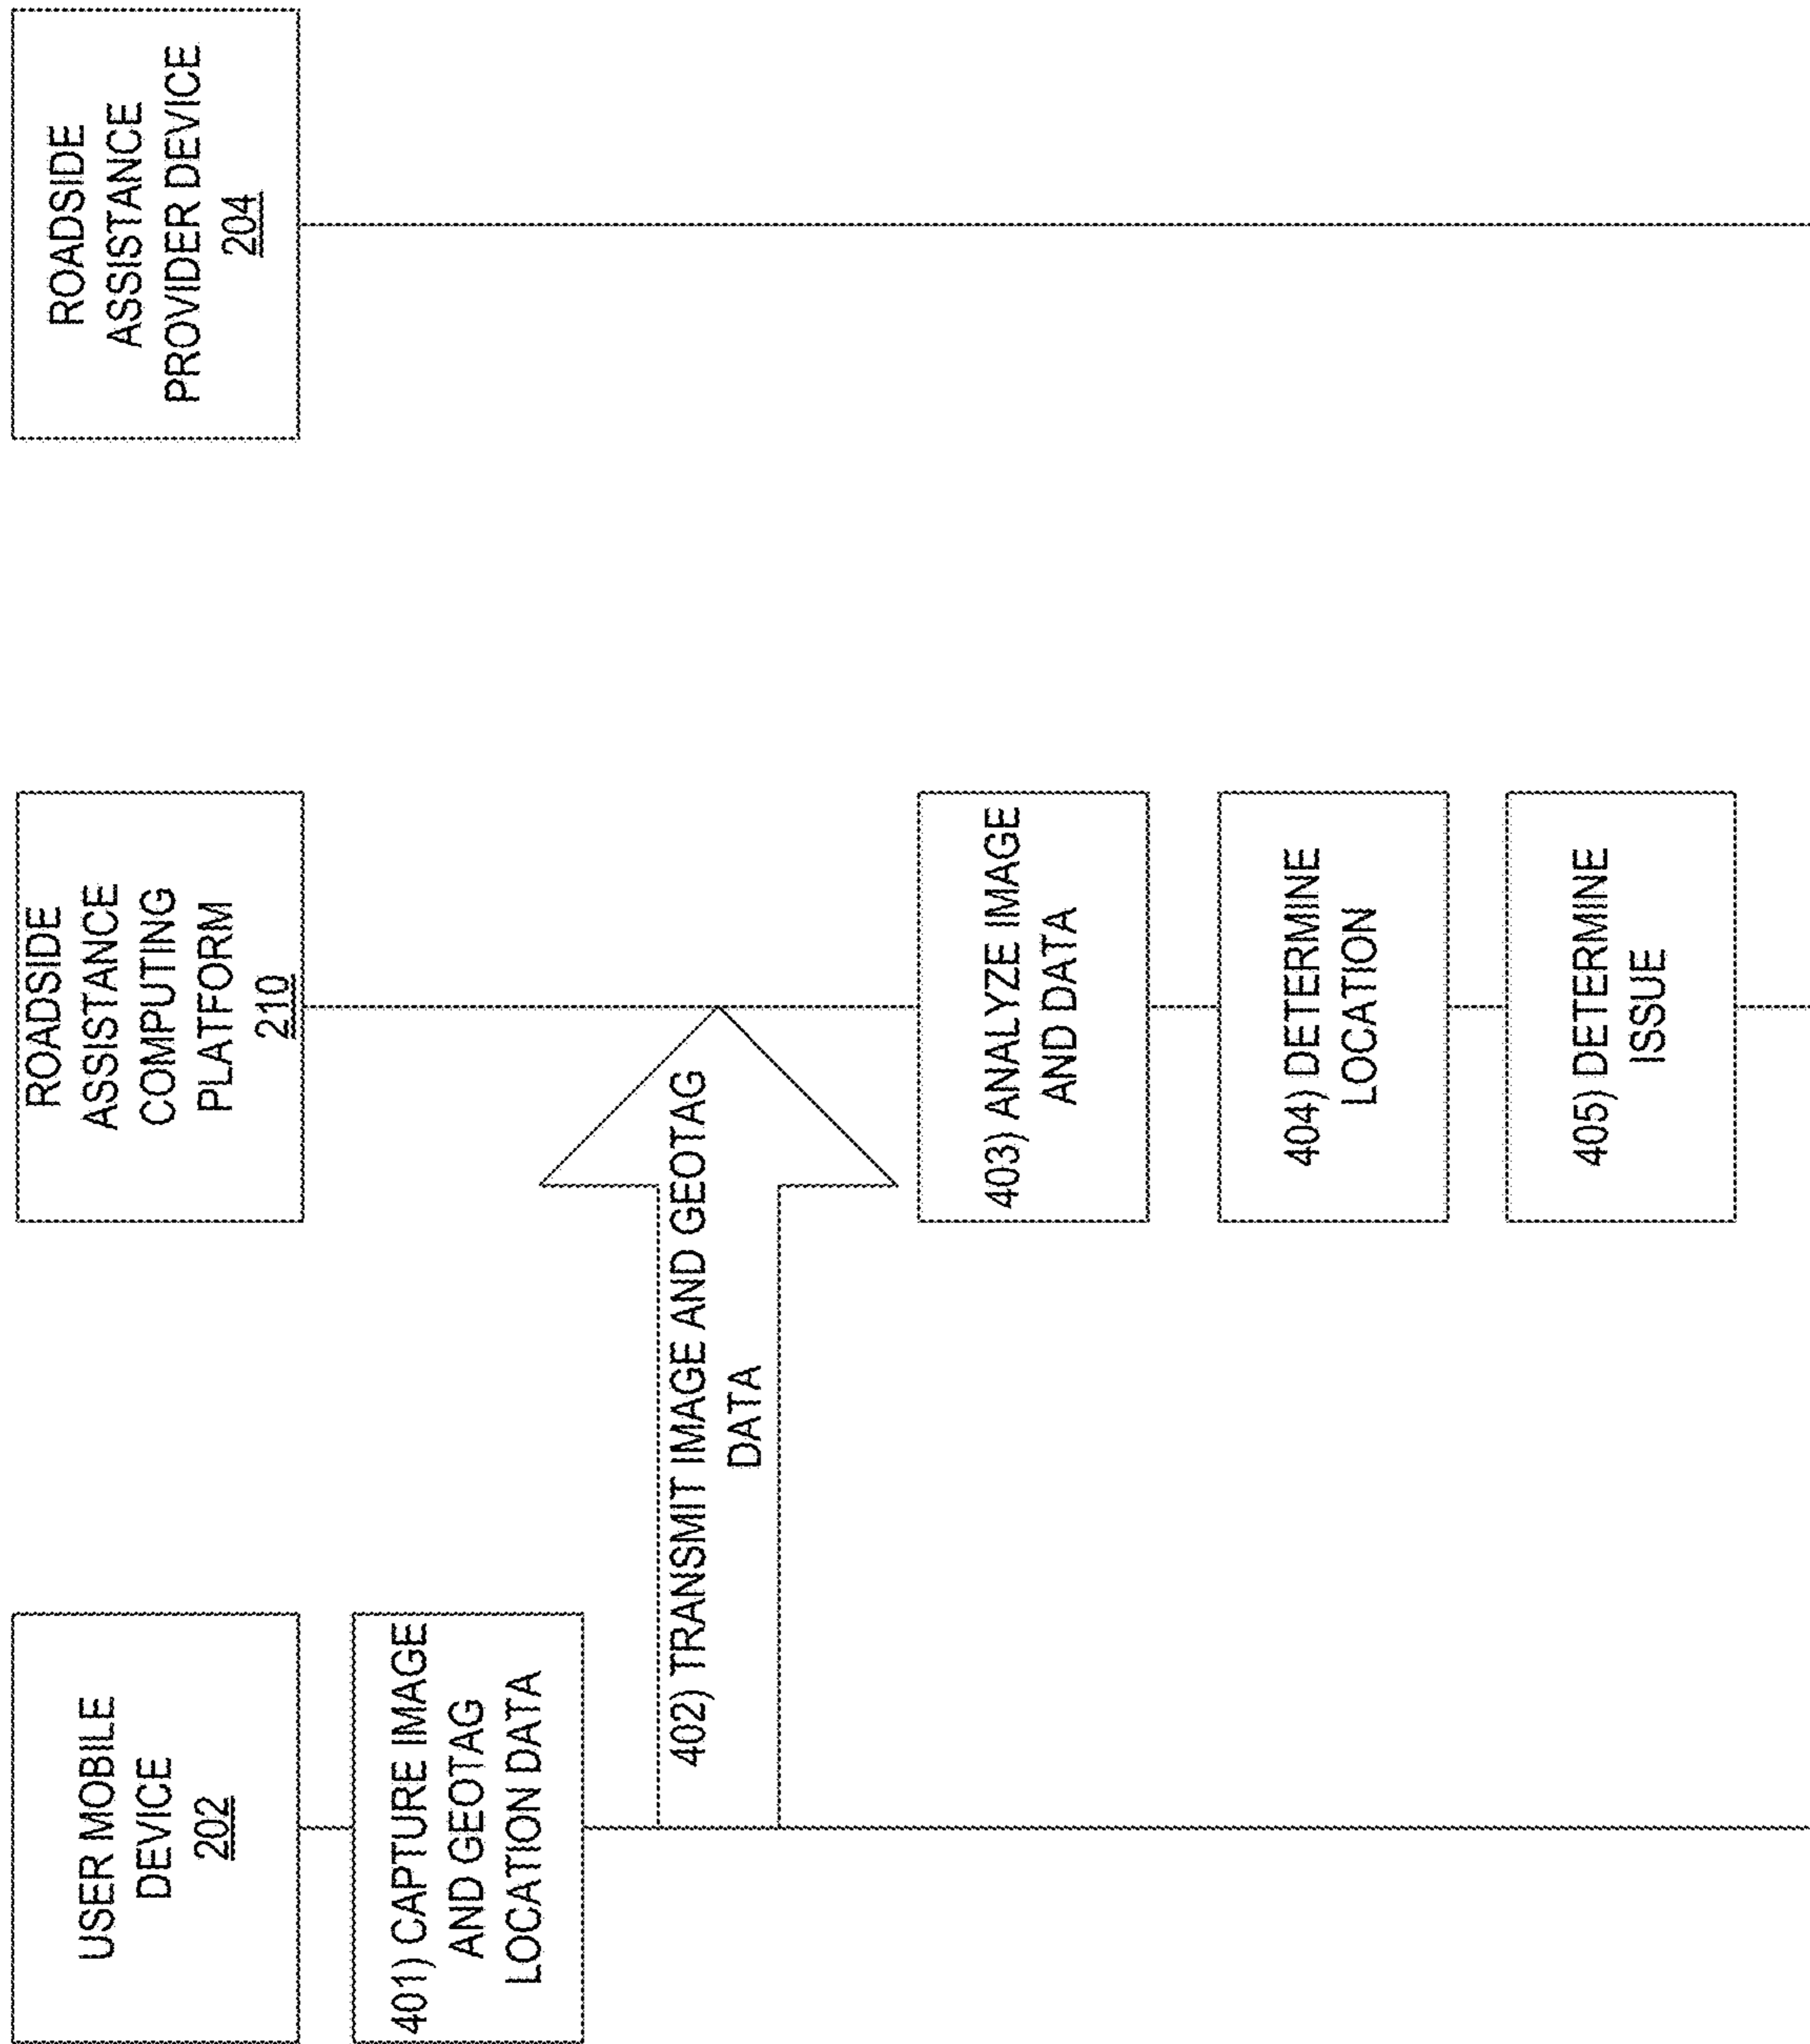 USER MOBILE
DEVICE
202
ROADSIDE
ASSISTANCE
COMPUTING
PLATFORM
210
ROADSIDE
ASSISTANCE
PROVIDER DEVICE
204
401) CAPTURE IMAGE
AND GEOTAG
LOCATION DATA
402) TRANSMIT IMAGE AND GEOTAG
DATA
403) ANALYZE IMAGE
AND DATA
404) DETERMINE
LOCATION
405) DETERMINE
ISSUE